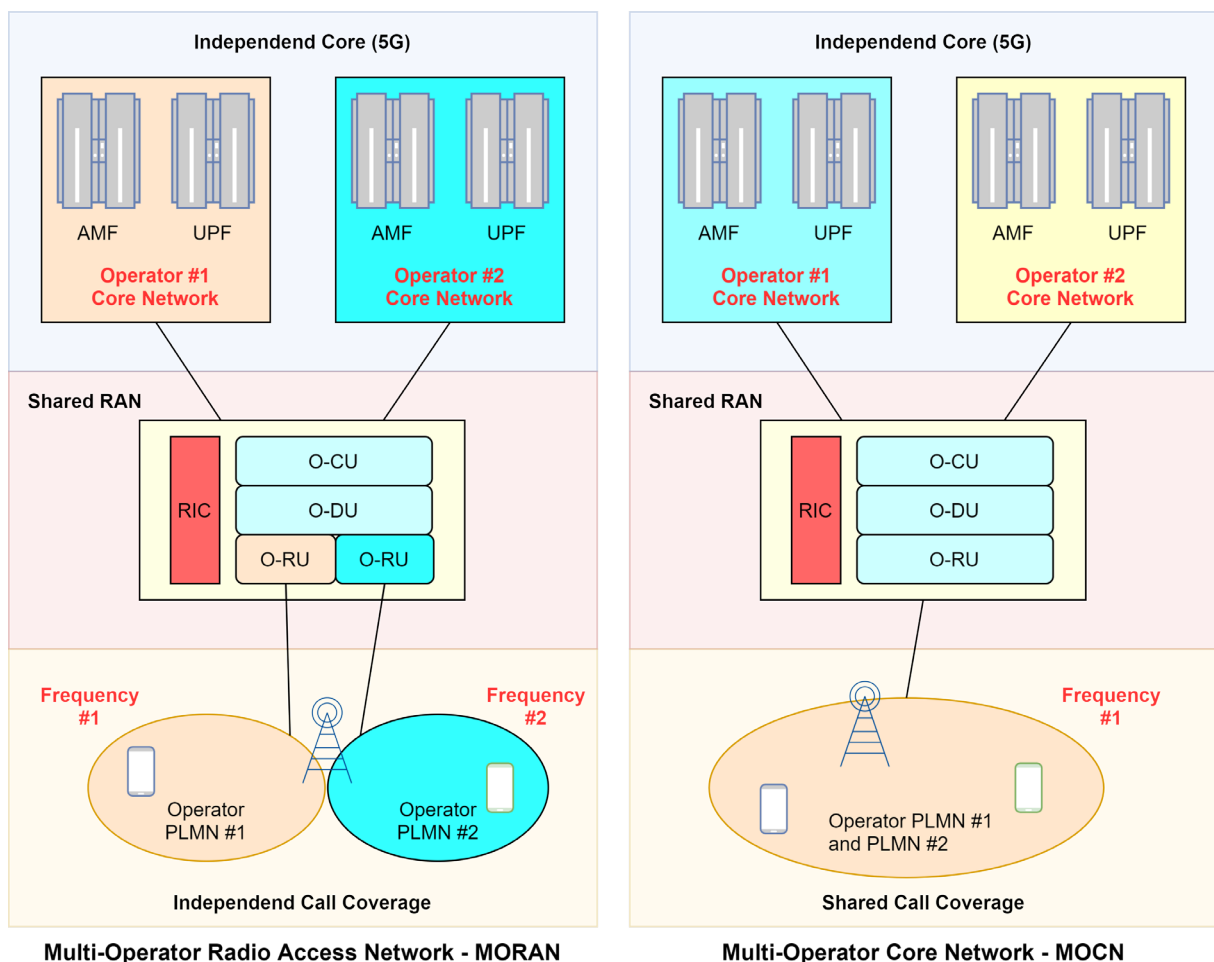 Independend Core (5G)
AMF
UPF
Operator #1
Core Network
AMF
UPF
Operator #2
Core Network
Shared RAN
RIC
O-CU
O-DU
O-RU
O-RU
Frequency
#1
Frequency
#2
Operator
PLMN #1
Operator
PLMN #2
Independend Call Coverage
Multi-Operator Radio Access Network - MORAN
Independend Core (5G)
AMF
UPF
Operator #1
Core Network
AMF
UPF
Operator #2
Core Network
Shared RAN
RIC
O-CU
O-DU
O-RU
Frequency
#1
Operator PLMN #1
and PLMN #2
Shared Call Coverage
Multi-Operator Core Network - MOCN